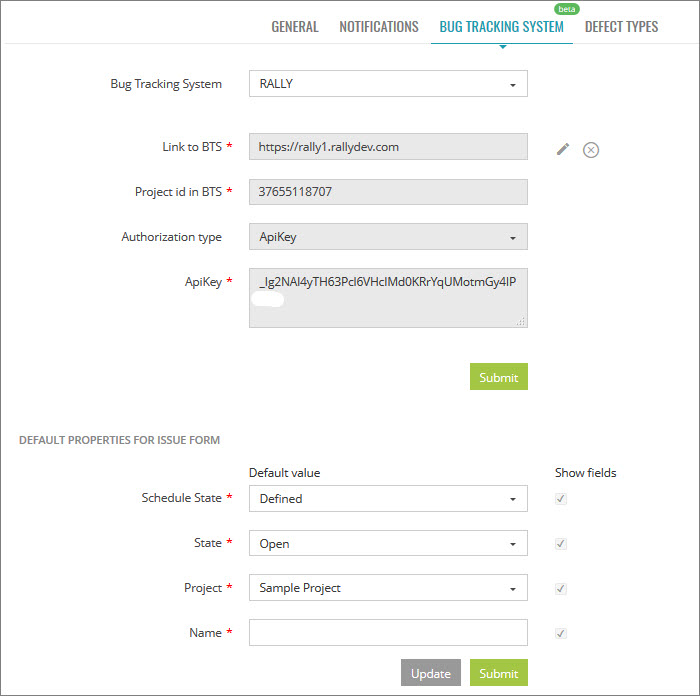 beta
GENERAL NOTIFICATIONS BUG TRACKING SYSTEM DEFECT TYPES
Bug Tracking System RALLY
Link to BTS * https://rally1.rallydev.com
Project id in BTS * 37655118707
Authorization type ApiKey
ApiKey *
Submit
DEFAULT PROPERTIES FOR ISSUE FORM
Default value Show fields
Schedule State * Defined
State * Open
Project * Sample Project
Name *
Update Submit